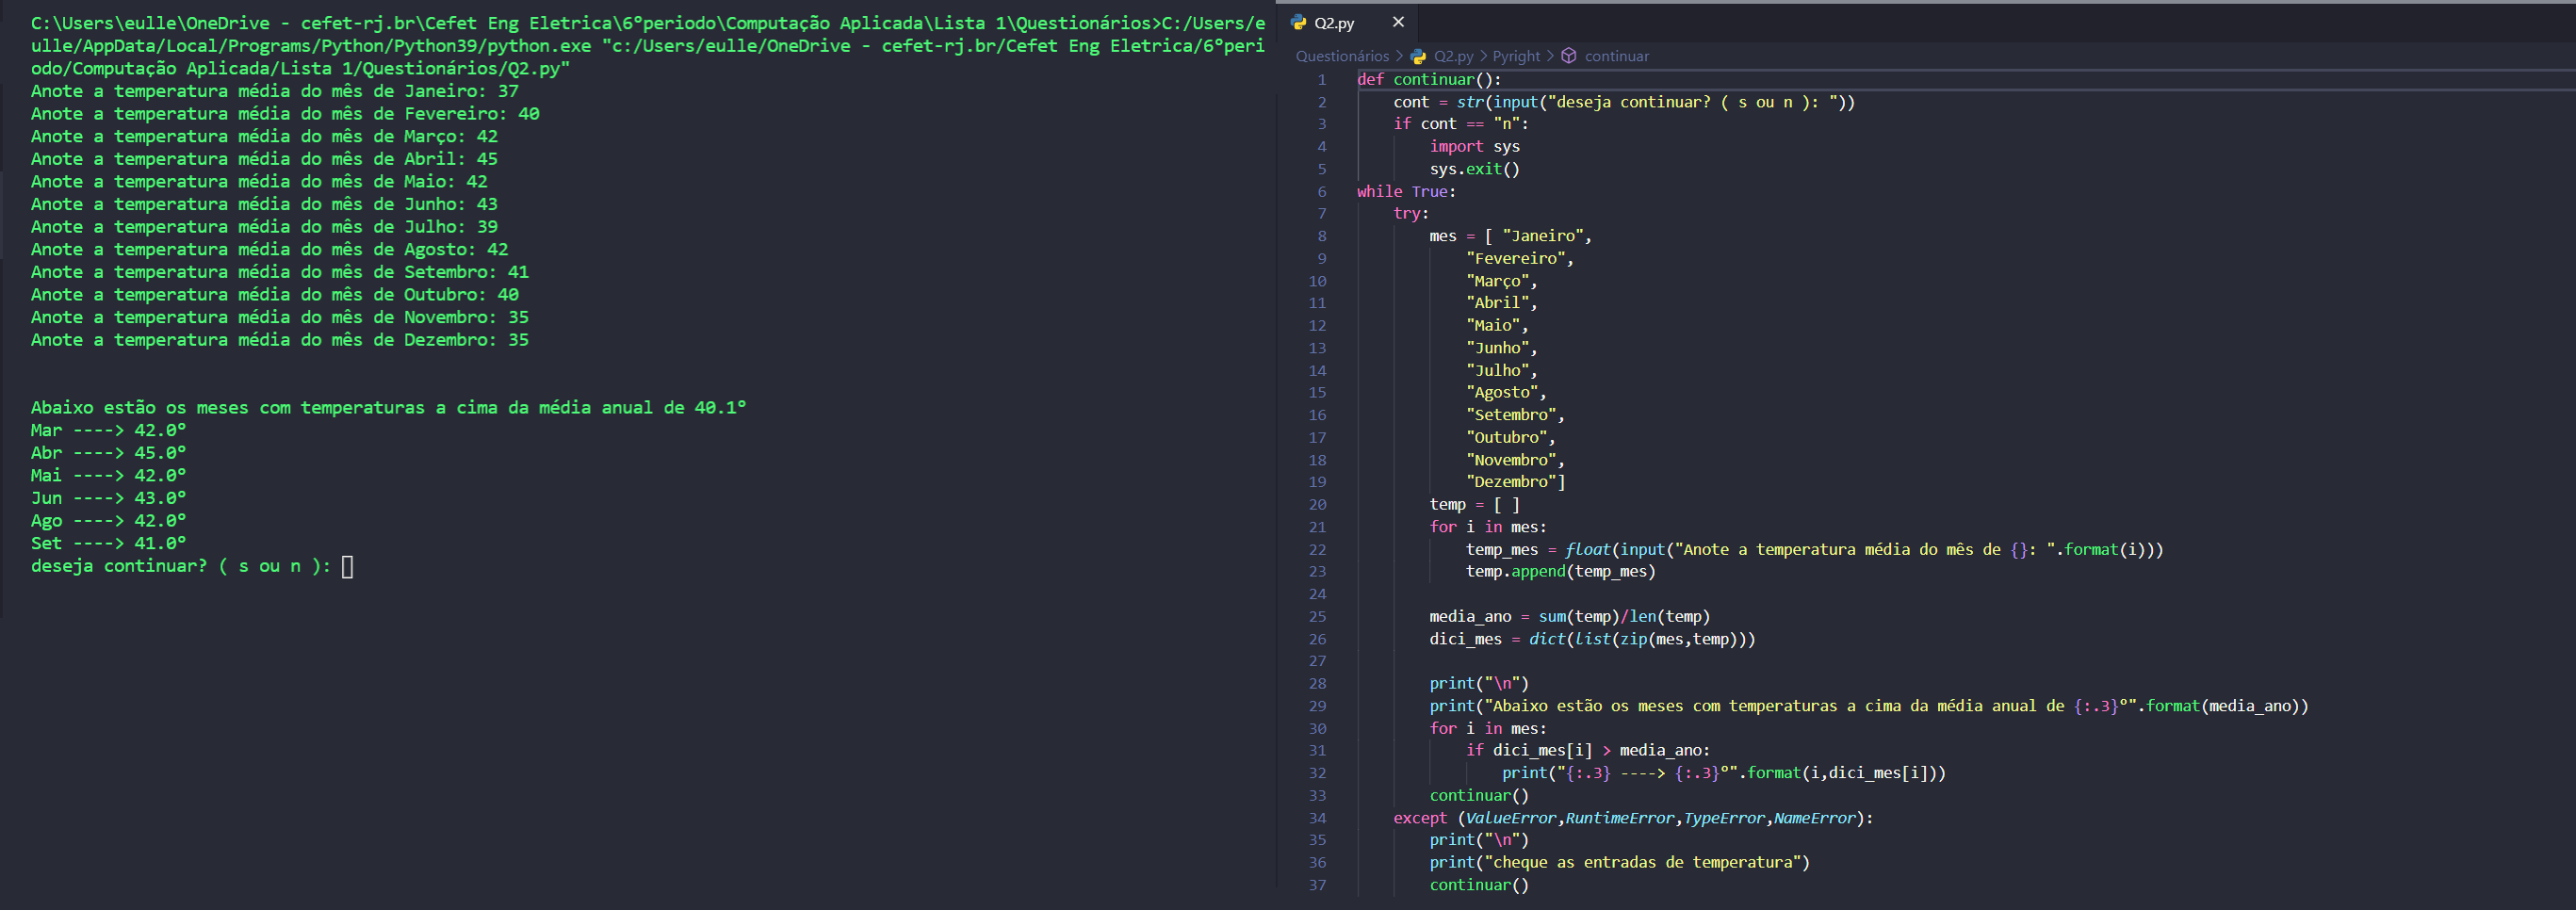 C:\Users\eulle\OneDrive - cefet-rj.br\Cefet Eng Eletrica\6°periodo\Computação Aplicada\Lista 1\Questionários>C:/Users/e
ulle/AppData/Local/Programs/Python/Python39/python.exe "c:/Users/eulle/OneDrive - cefet-rj.br/Cefet Eng Eletrica/6°peri
odo/Computação Aplicada/Lista 1/Questionários/Q2.py"
Anote a temperatura média do mês de Janeiro: 37
Anote a temperatura média do mês de Fevereiro: 40
Anote a temperatura média do mês de Março: 42
Anote a temperatura média do mês de Abril: 45
Anote a temperatura média do mês de Maio: 42
Anote a temperatura média do mês de Junho: 43
Anote a temperatura média do mês de Julho: 39
Anote a temperatura média do mês de Agosto: 42
Anote a temperatura média do mês de Setembro: 41
Anote a temperatura média do mês de Outubro: 40
Anote a temperatura média do mês de Novembro: 35
Anote a temperatura média do mês de Dezembro: 35
Abaixo estão os meses com temperaturas a cima da média anual de 40.1°
Mar ----> 42.0°
Abr ----> 45.0°
Mai ----> 42.0°
Jun ----> 43.0°
Ago ----> 42.0°
Set ----> 41.0°
deseja continuar? ( s ou n ):
Q2.py
Questionários > Q2.py > Pyright > continuar
1 def continuar():
2 cont = str(input("deseja continuar? ( s ou n ): "))
3 if cont == "n":
4 import sys
5 sys.exit()
6 while True:
7 try:
8 mes = [ "Janeiro",
9 "Fevereiro",
10 "Março",
11 "Abril",
12 "Maio",
13 "Junho",
14 "Julho",
15 "Agosto",
16 "Setembro",
17 "Outubro",
18 "Novembro",
19 "Dezembro"]
20 temp = [ ]
21 for i in mes:
22 temp_mes = float(input("Anote a temperatura média do mês de {}: ".format(i)))
23 temp.append(temp_mes)
24
25 media_ano = sum(temp)/len(temp)
26 dici_mes = dict(list(zip(mes,temp)))
27
28 print("\n")
29 print("Abaixo estão os meses com temperaturas a cima da média anual de {:.3}°".format(media_ano))
30 for i in mes:
31 if dici_mes[i] > media_ano:
32 print("{:.3} ----> {:.3}°".format(i,dici_mes[i]))
33 continuar()
34 except (ValueError,RuntimeError,TypeError,NameError):
35 print("\n")
36 print("cheque as entradas de temperatura")
37 continuar()